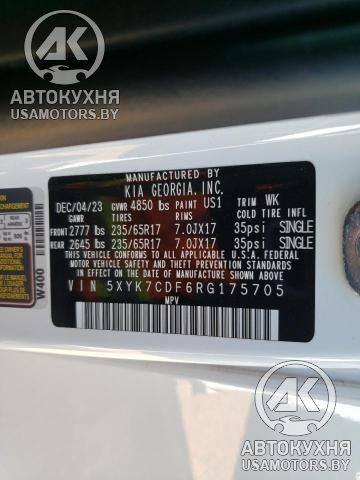 АК
АВТОКУХНЯ
USAMOTORS.BY
MANUFACTURED BY
KIA GEORGIA, INC.
DEC/04/23 GVWR 4850 lbs PAINT US1 TRIM WK
GAWR TIRES RIMS COLD TIRE INF.
FRONT 2777 lbs 235/65R17 7.0JX17 35psi SINGLE
REAR 2645 lbs 235/65R17 7.0JX17 35psi SINGLE
THIS VEHICLE CONFORMS TO ALL APPLICABLE U.S.A. FEDERAL
MOTOR VEHICLE SAFETY AND THEFT PREVENTION STANDARDS
IN EFFECT ON THE DATE OF MANUFACTURE SHOWN ABOVE.
VIN 5XYK7CDF6RG175705
MPV
W400
АК
АВТОКУХНЯ
USAMOTORS.BY